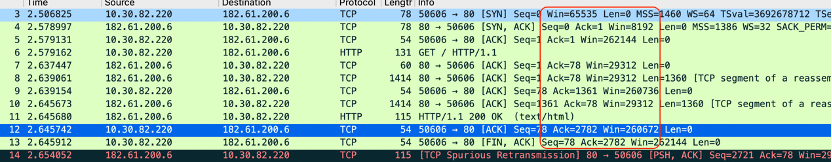 Time Source Destination Protocol Length Info
3 2.506825 10.30.82.220 182.61.200.6 TCP 78 50606 → 80 [SYN] Seq=0 Win=65535 Len=0 MSS=1460 WS=64 TSval=3692678712 TSe
4 2.578997 182.61.200.6 10.30.82.220 TCP 78 80 → 50606 [SYN, ACK] Seq=0 Ack=1 Win=8192 Len=0 MSS=1386 WS=32 SACK_PERM=
5 2.579131 10.30.82.220 182.61.200.6 TCP 54 50606 → 80 [ACK] Seq=1 Ack=1 Win=262144 Len=0
6 2.579162 10.30.82.220 182.61.200.6 HTTP 131 GET / HTTP/1.1
7 2.637447 182.61.200.6 10.30.82.220 TCP 60 80 → 50606 [ACK] Seq=1 Ack=78 Win=29312 Len=0
8 2.639061 182.61.200.6 10.30.82.220 TCP 1414 80 → 50606 [ACK] Seq=1 Ack=78 Win=29312 Len=1360 [TCP segment of a reassem
9 2.639154 10.30.82.220 182.61.200.6 TCP 54 50606 → 80 [ACK] Seq=78 Ack=1361 Win=260736 Len=0
10 2.645673 182.61.200.6 10.30.82.220 TCP 1414 80 → 50606 [ACK] Seq=1361 Ack=78 Win=29312 Len=1360 [TCP segment of a reas
11 2.645680 182.61.200.6 10.30.82.220 HTTP 115 HTTP/1.1 200 OK (text/html)
12 2.645742 10.30.82.220 182.61.200.6 TCP 54 50606 → 80 [ACK] Seq=78 Ack=2782 Win=260672 Len=0
13 2.645912 10.30.82.220 182.61.200.6 TCP 54 50606 → 80 [FIN, ACK] Seq=78 Ack=2782 Win=262144 Len=0
14 2.654052 182.61.200.6 10.30.82.220 TCP 115 [TCP Spurious Retransmission] 80 → 50606 [PSH, ACK] Seq=2721 Ack=78 Win=2